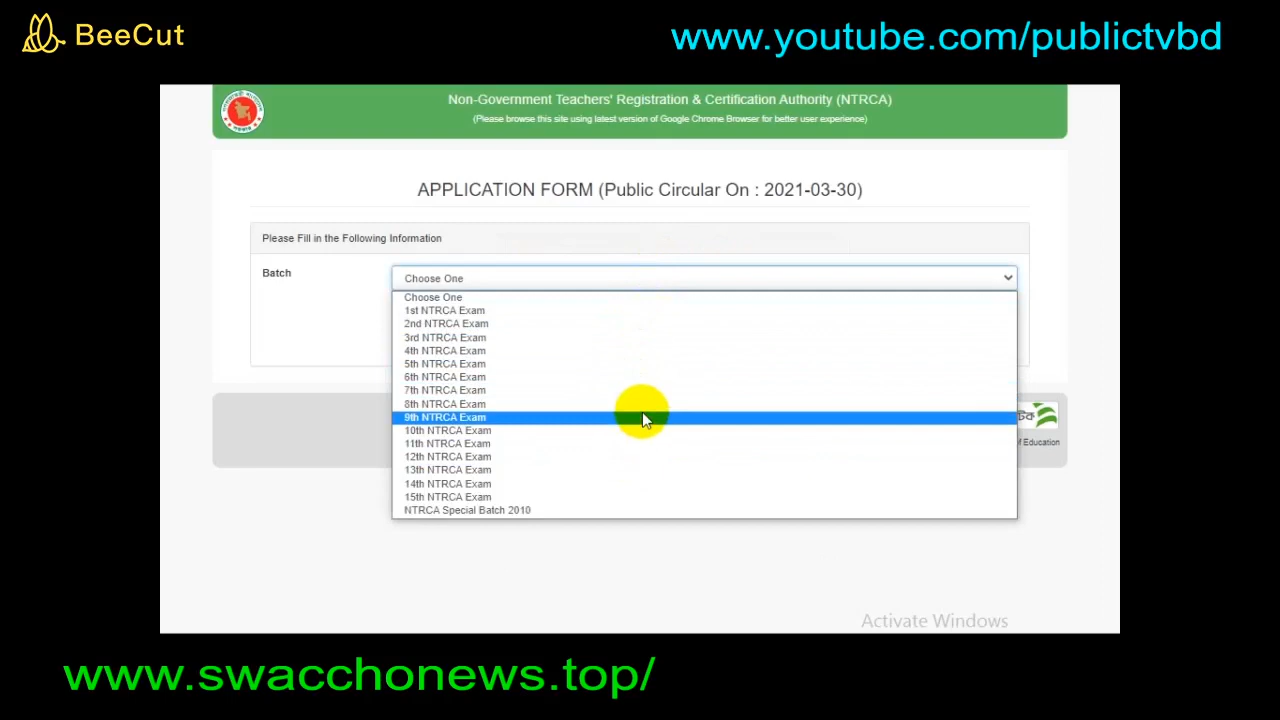 BeeCut
www.youtube.com/publictvbd
Non-Government Teachers' Registration & Certification Authority (NTRCA)
(Please browse this site using latest version of Google Chrome Browser for better user experience)
APPLICATION FORM (Public Circular On : 2021-03-30)
Please Fill in the Following Information
Batch
Choose One
Choose One
1st NTRCA Exam
2nd NTRCA Exam
3rd NTRCA Exam
4th NTRCA Exam
5th NTRCA Exam
6th NTRCA Exam
7th NTRCA Exam
8th NTRCA Exam
9th NTRCA Exam
10th NTRCA Exam
11th NTRCA Exam
12th NTRCA Exam
13th NTRCA Exam
14th NTRCA Exam
15th NTRCA Exam
NTRCA Special Batch 2010
of Education
Activate Windows
www.swacchonews.top/